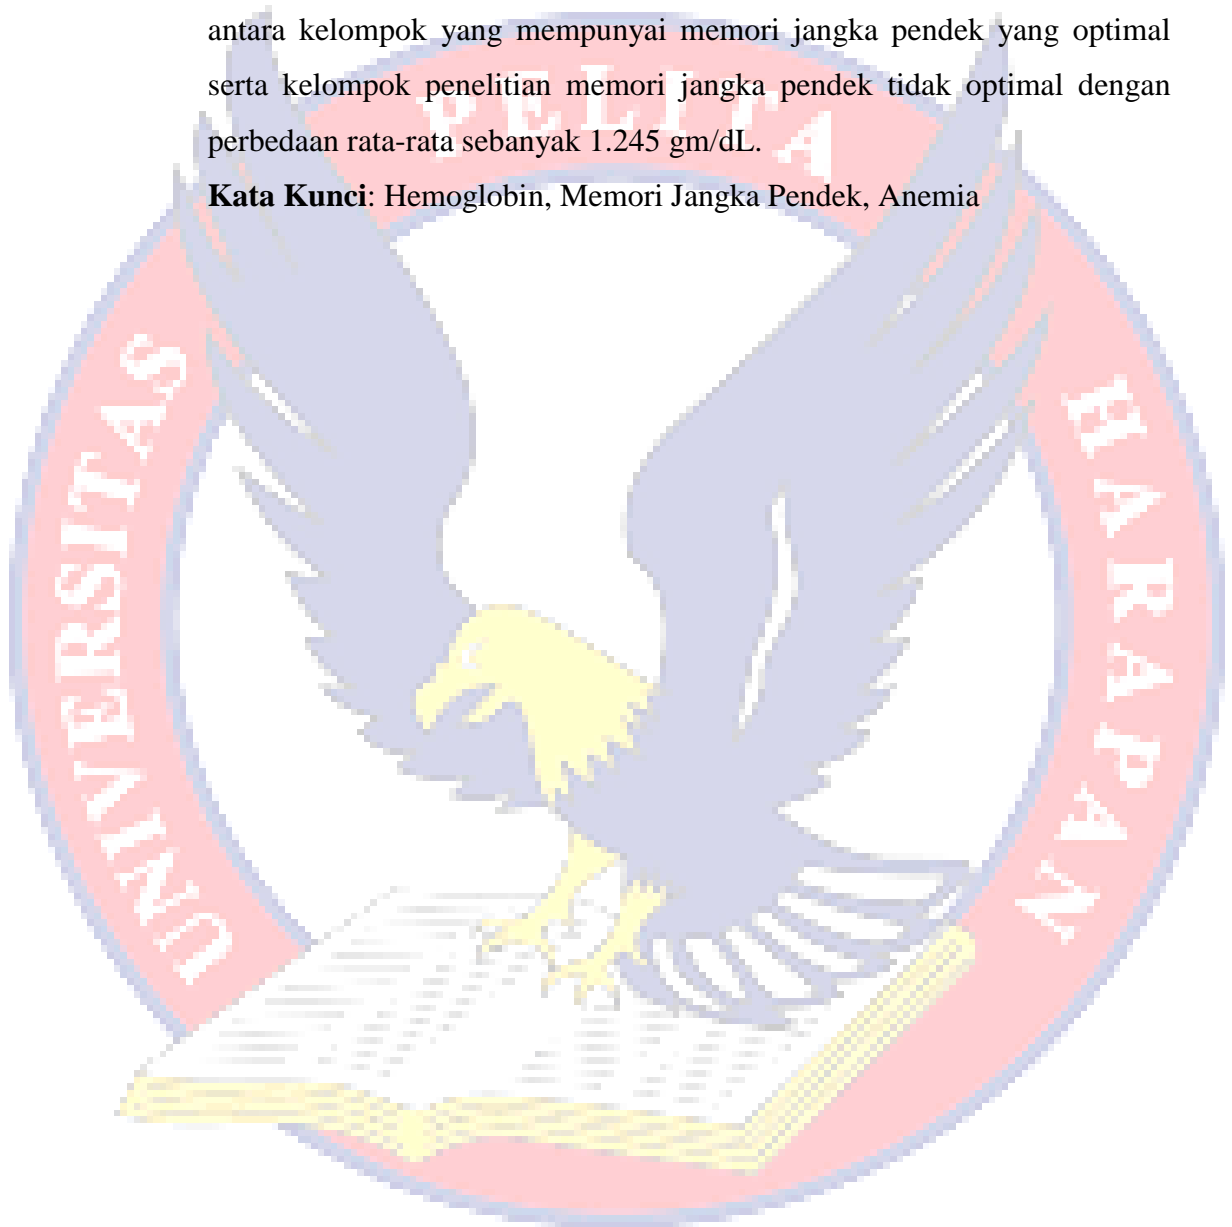 antara kelompok yang mempunyai memori jangka pendek yang optimal
serta kelompok penelitian memori jangka pendek tidak optimal dengan
perbedaan rata-rata sebanyak 1.245 gm/dL.
Kata Kunci: Hemoglobin, Memori Jangka Pendek, Anemia
UNIVERSITAS PELITA HARAPAN